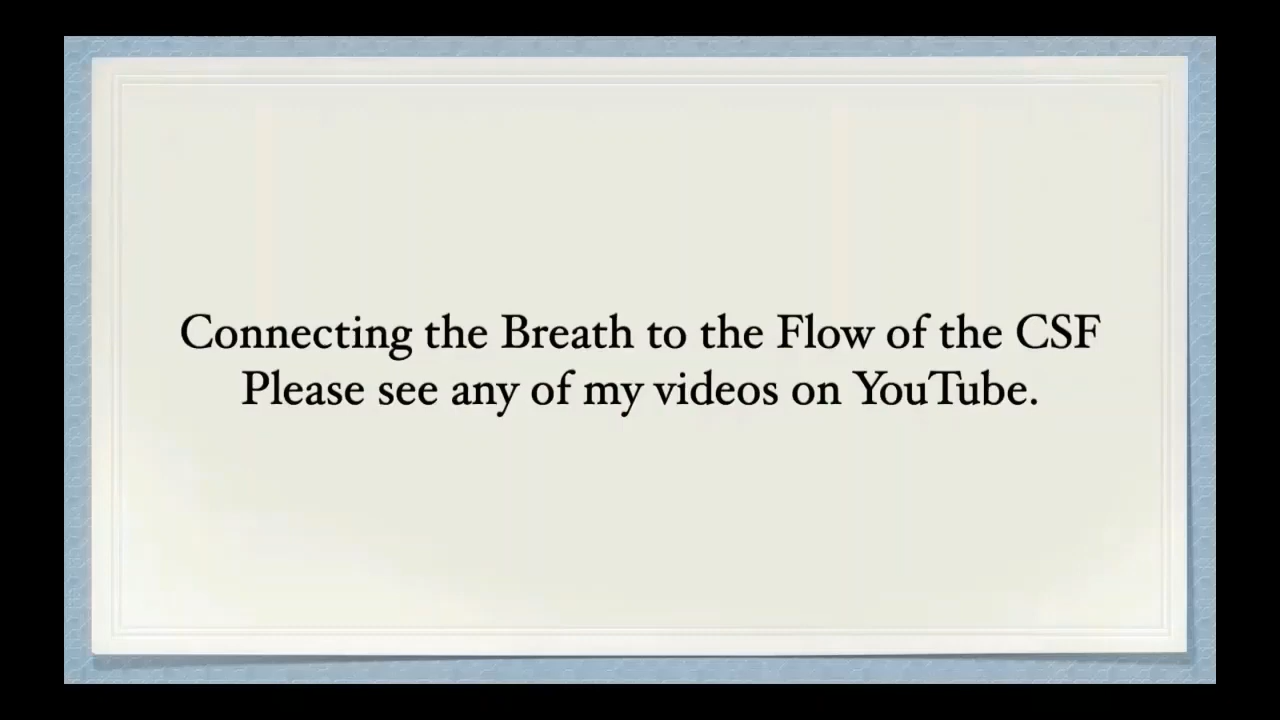 Connecting the Breath to the Flow of the CSF
Please see any of my videos on YouTube.